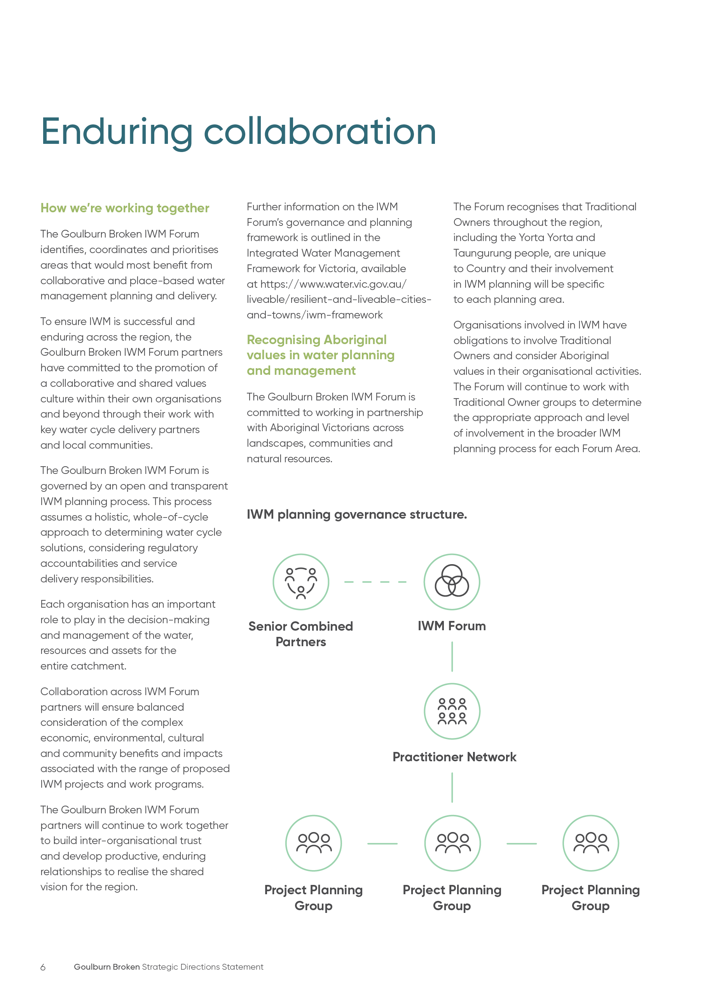 Enduring collaboration
How we're working together
The Goulburn Broken IWM Forum
identifies, coordinates and prioritises
areas that would most benefit from
collaborative and place-based water
management planning and delivery.
To ensure IWM is successful and
enduring across the region, the
Goulburn Broken IWM Forum partners
have committed to the promotion of
a collaborative and shared values
culture within their own organisations
and beyond through their work with
key water cycle delivery partners
and local communities.
The Goulburn Broken IWM Forum is
governed by an open and transparent
IWM planning process. This process
assumes a holistic, whole-of-cycle
approach to determining water cycle
solutions, considering regulatory
accountabilities and service
delivery responsibilities.
Each organisation has an important
role to play in the decision-making
and management of the water,
resources and assets for the
entire catchment.
Collaboration across IWM Forum
partners will ensure balanced
consideration of the complex
economic, environmental, cultural
and community benefits and impacts
associated with the range of proposed
IWM projects and work programs.
The Goulburn Broken IWM Forum
partners will continue to work together
to build inter-organisational trust
and develop productive, enduring
relationships to realise the shared
vision for the region.
Further information on the IWM
Forum's governance and planning
framework is outlined in the
Integrated Water Management
Framework for Victoria, available
at https://www.water.vic.gov.au/
liveable/resilient-and-liveable-cities-
and-towns/iwm-framework
Recognising Aboriginal
values in water planning
and management
The Goulburn Broken IWM Forum is
committed to working in partnership
with Aboriginal Victorians across
landscapes, communities and
natural resources.
The Forum recognises that Traditional
Owners throughout the region,
including the Yorta Yorta and
Taungurung people, are unique
to Country and their involvement
in IWM planning will be specific
to each planning area.
Organisations involved in IWM have
obligations to involve Traditional
Owners and consider Aboriginal
values in their organisational activities.
The Forum will continue to work with
Traditional Owner groups to determine
the appropriate approach and level
of involvement in the broader IWM
planning process for each Forum Area.
IWM planning governance structure.
Senior Combined
Partners
IWM Forum
Practitioner Network
Project Planning
Group
Project Planning
Group
Project Planning
Group
6 Goulburn Broken Strategic Directions Statement